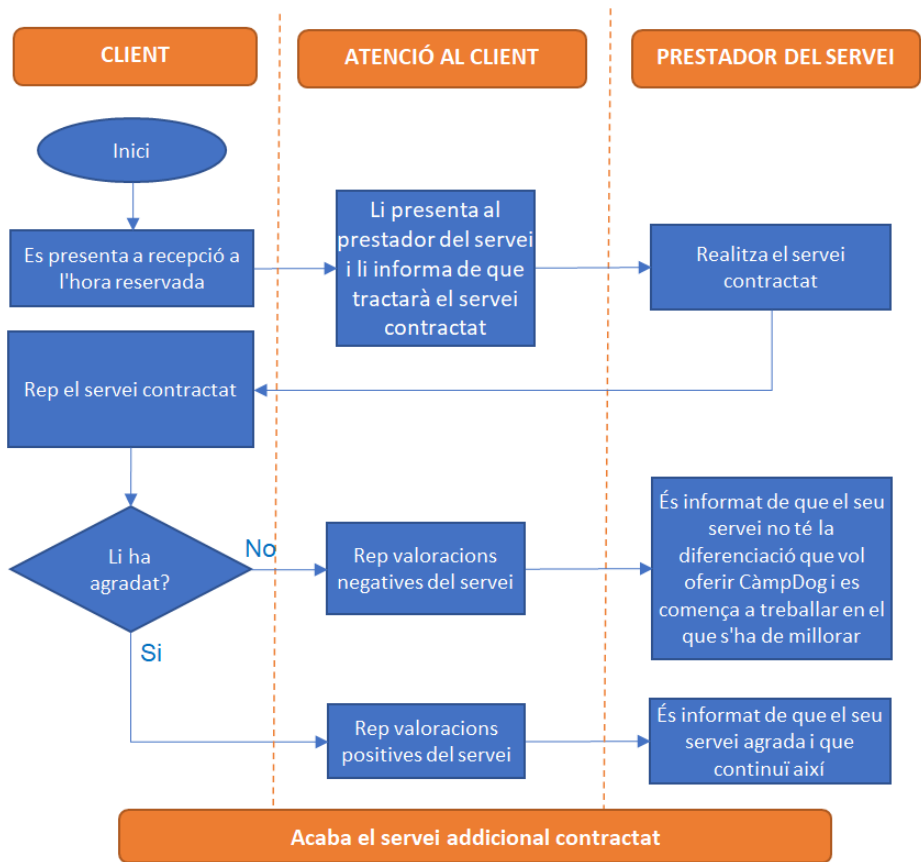 CLIENT
ATENCIÓ AL CLIENT
PRESTADOR DEL SERVEI
Inici
Es presenta a recepció a
l'hora reservada
Li presenta al
prestador del servei
i li informa de que
tractarà el servei
contractat
Realitza el servei
contractat
Rep el servei contractat
Li ha
agradat?
No
Rep valoracions
negatives del servei
És informat de que el seu
servei no té la
diferenciació que vol
oferir CàmpDog i es
comença a treballar en el
que s'ha de millorar
Si
Rep valoracions
positives del servei
És informat de que el seu
servei agrada i que
continuï així
Acaba el servei addicional contractat